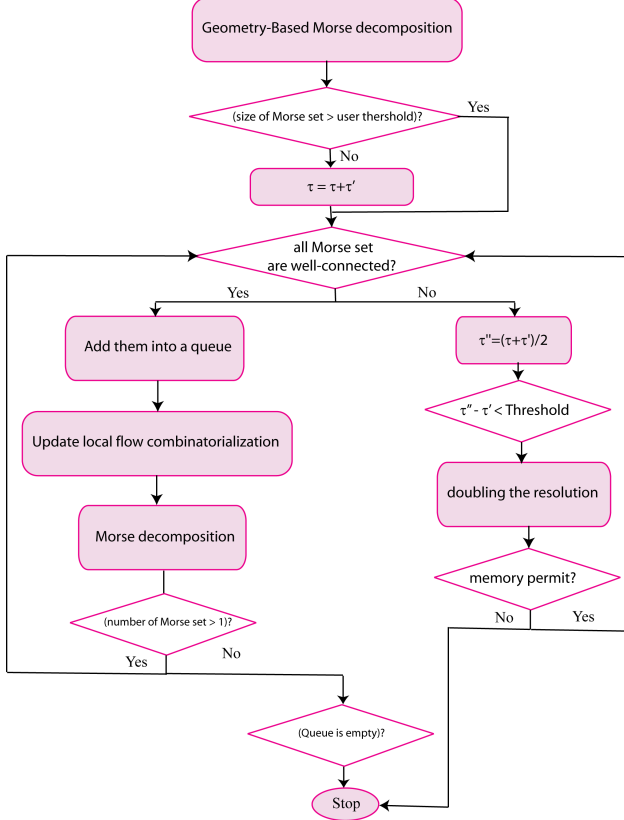 Geometry-Based Morse decomposition
(size of Morse set > user thershold)?
Yes
No
τ = τ+τ′
all Morse set
are well-connected?
Yes
No
Add them into a queue
τ"=(τ+τ')/2
τ″- τ′ < Threshold
Update local flow combinatorialization
doubling the resolution
Morse decomposition
memory permit?
(number of Morse set > 1)?
No
Yes
Yes
No
(Queue is empty)?
Stop